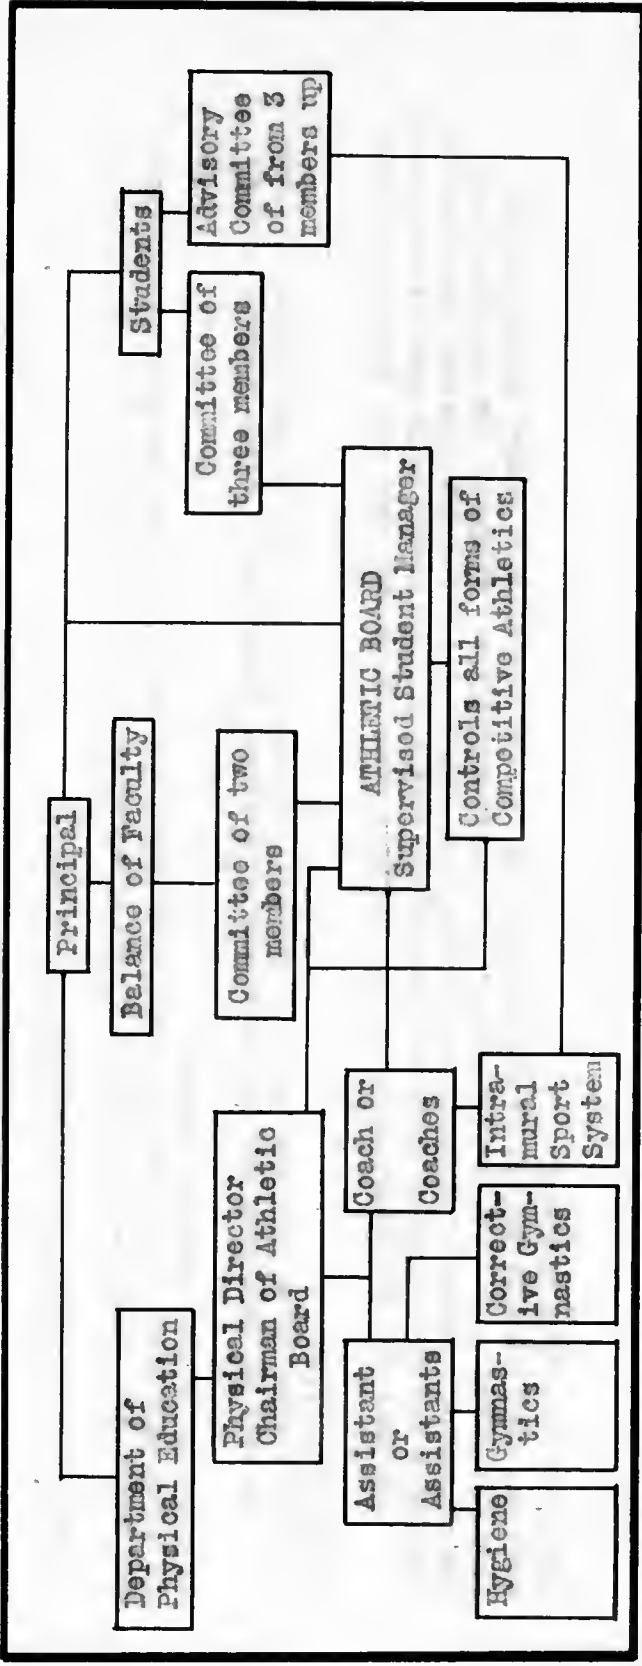 Principal
Department of
Physical Education
Balance of Faculty
Students
Physical Director
Chairman of Athletic
Board
Committee of two
members
Committee of
three members
Advisory
Committee
of from 3
members up
Assistant
or
Assistants
Coach or
Coaches
ATHLETIC BOARD
Supervised Student Manager
Hygiene
Gymnas-
tics
Correct-
ive Gym-
nastics
Intra-
mural
Sport
System
Controls all forms of
Competitive Athletics